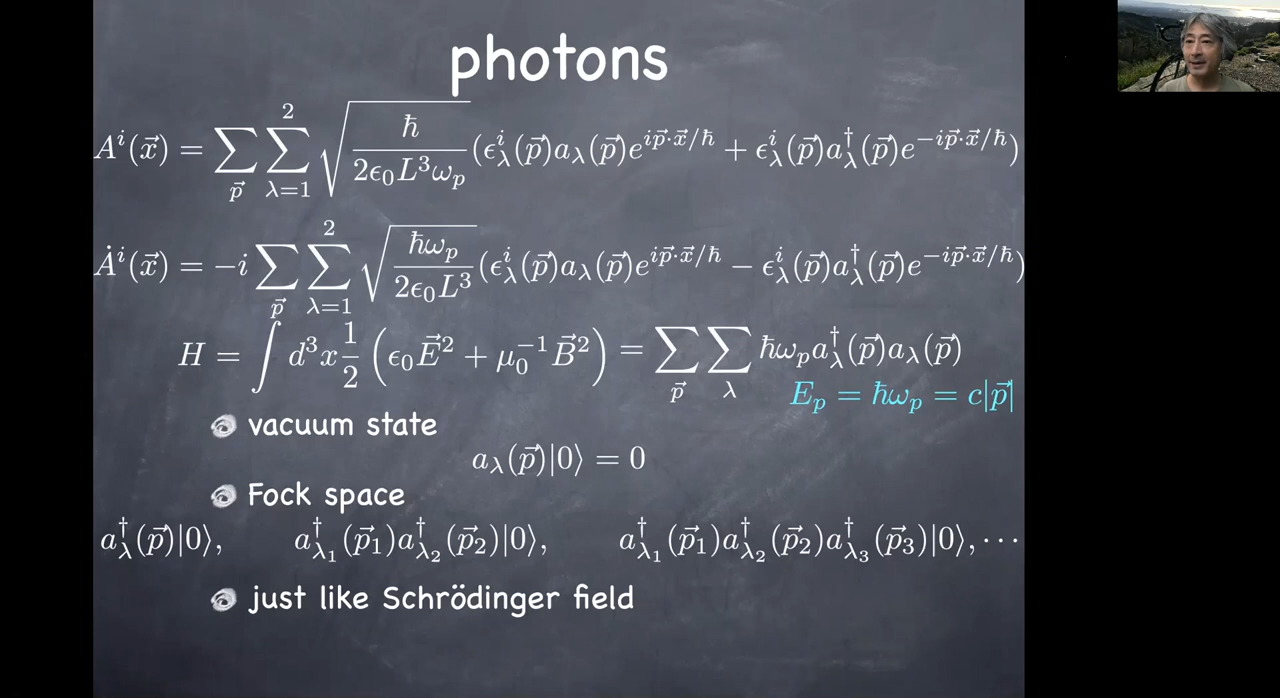 photons
$A^i(\vec{x}) = \sum_{\vec{p}} \sum_{\lambda=1}^{2} \sqrt{\frac{\hbar}{2\epsilon_0 L^3 \omega_p}} (\epsilon^i_\lambda(\vec{p}) a_\lambda(\vec{p}) e^{i\vec{p}\cdot\vec{x}/\hbar} + \epsilon^i_\lambda(\vec{p}) a^\dagger_\lambda(\vec{p}) e^{-i\vec{p}\cdot\vec{x}/\hbar})$
$\dot{A}^i(\vec{x}) = -i \sum_{\vec{p}} \sum_{\lambda=1}^{2} \sqrt{\frac{\hbar\omega_p}{2\epsilon_0 L^3}} (\epsilon^i_\lambda(\vec{p}) a_\lambda(\vec{p}) e^{i\vec{p}\cdot\vec{x}/\hbar} - \epsilon^i_\lambda(\vec{p}) a^\dagger_\lambda(\vec{p}) e^{-i\vec{p}\cdot\vec{x}/\hbar})$
$H = \int d^3x \frac{1}{2} \left( \epsilon_0 \vec{E}^2 + \mu_0^{-1} \vec{B}^2 \right) = \sum_{\vec{p}} \sum_{\lambda} \hbar\omega_p a^\dagger_\lambda(\vec{p}) a_\lambda(\vec{p})$
$E_p = \hbar\omega_p = c|\vec{p}|$
vacuum state
$a_\lambda(\vec{p})|0\rangle = 0$
Fock space
$a^\dagger_\lambda(\vec{p})|0\rangle, \quad a^\dagger_{\lambda_1}(\vec{p}_1) a^\dagger_{\lambda_2}(\vec{p}_2)|0\rangle, \quad a^\dagger_{\lambda_1}(\vec{p}_1) a^\dagger_{\lambda_2}(\vec{p}_2) a^\dagger_{\lambda_3}(\vec{p}_3)|0\rangle, \cdots$
just like Schrödinger field